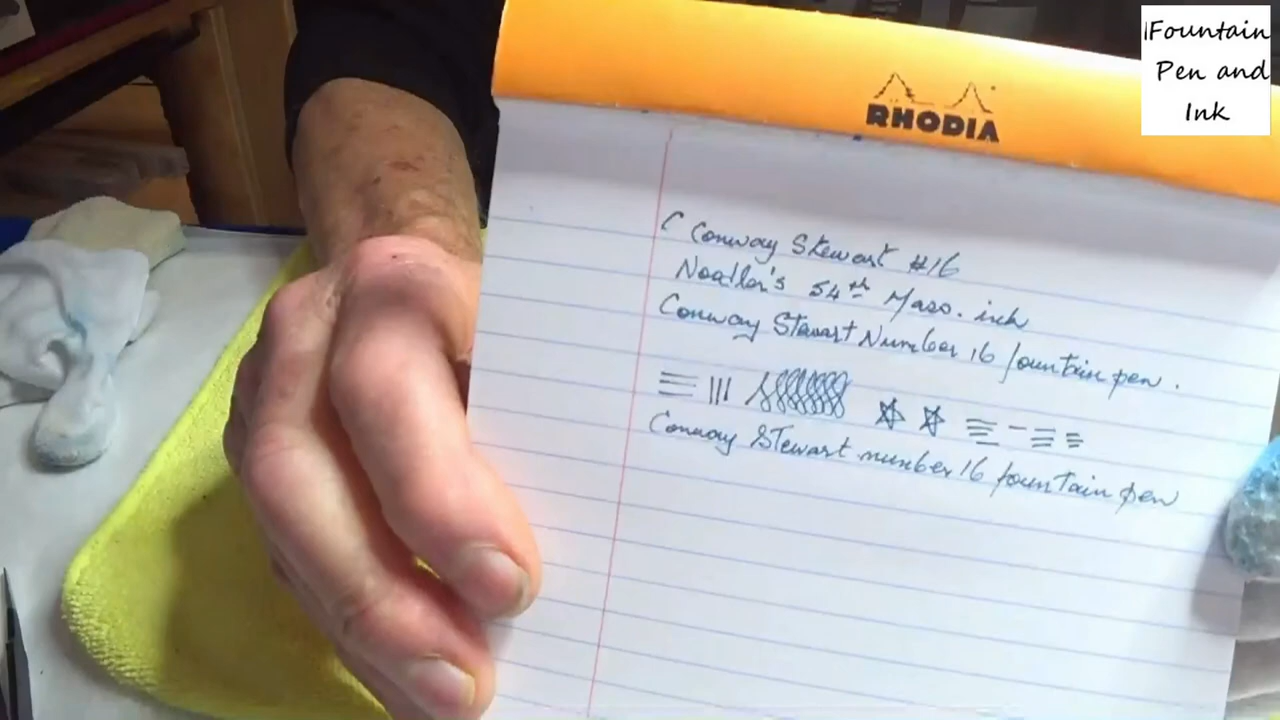 Fountain
Pen and
Ink
RHODIA
C Conway Stewart #16
Noodler's 54th Mass. ink
Conway Stewart Number 16 fountain pen.
Conway Stewart number 16 fountain pen